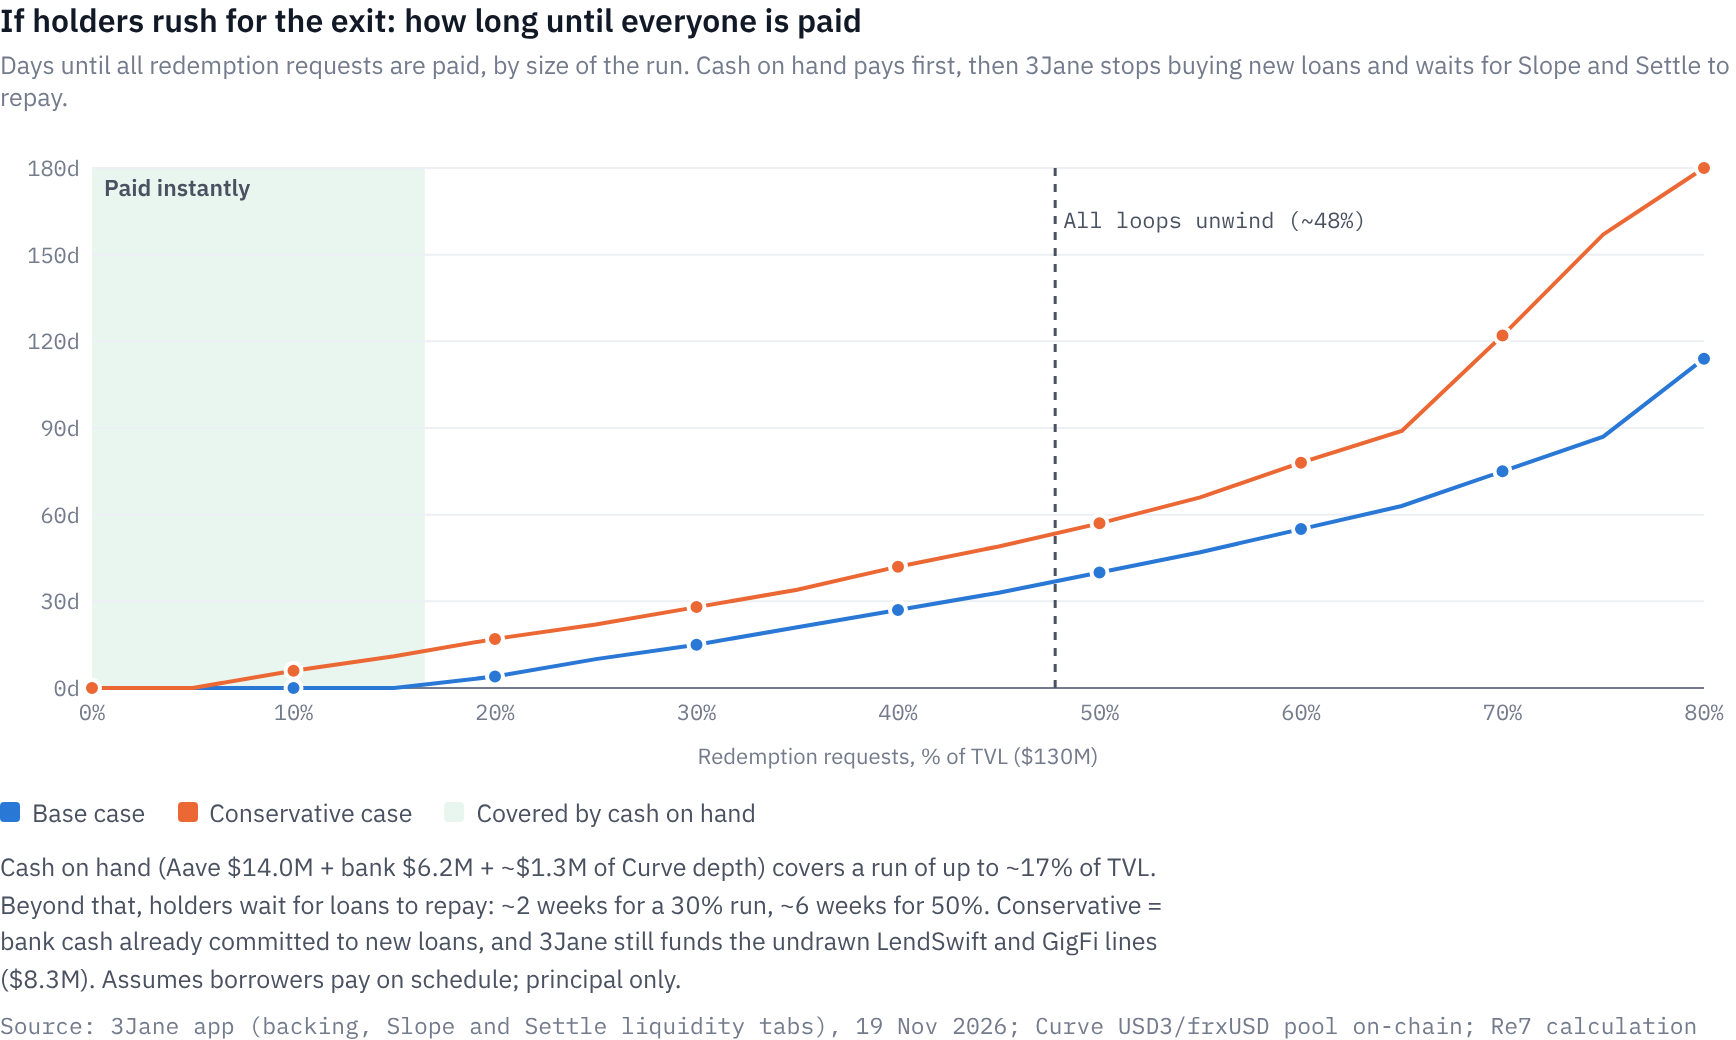 If holders rush for the exit: how long until everyone is paid
Days until all redemption requests are paid, by size of the run. Cash on hand pays first, then 3Jane stops buying new loans and waits for Slope and Settle to
repay.
180d
Paid instantly
All loops unwind (~48%)
150d
120d
90d
60d
30d
0d
0% 10% 20% 30% 40% 50% 60% 70% 80%
Redemption requests, % of TVL ($130M)
Base case Conservative case Covered by cash on hand
Cash on hand (Aave $14.0M + bank $6.2M + ~$1.3M of Curve depth) covers a run of up to ~17% of TVL.
Beyond that, holders wait for loans to repay: ~2 weeks for a 30% run, ~6 weeks for 50%. Conservative =
bank cash already committed to new loans, and 3Jane still funds the undrawn LendSwift and GigFi lines
($8.3M). Assumes borrowers pay on schedule; principal only.
Source: 3Jane app (backing, Slope and Settle liquidity tabs), 19 Nov 2026; Curve USD3/frxUSD pool on-chain; Re7 calculation